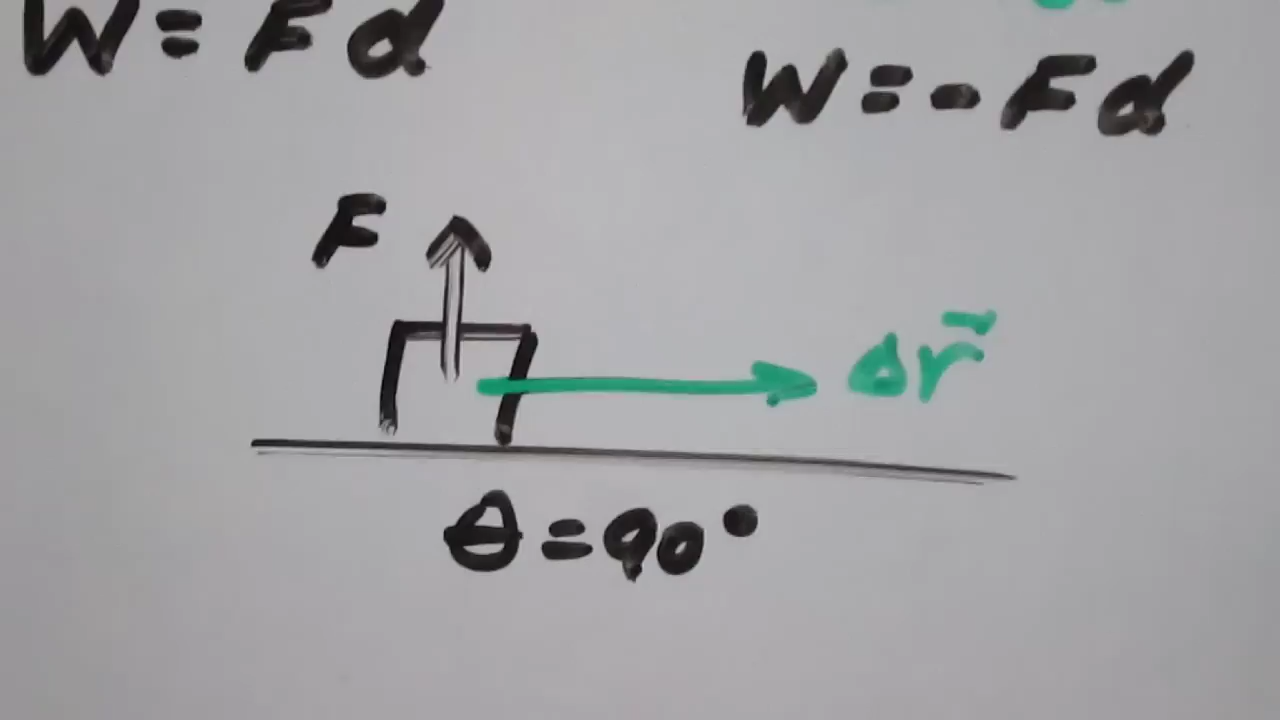 W = Fd
W = -Fd
F
Δr⃗
θ = 90°